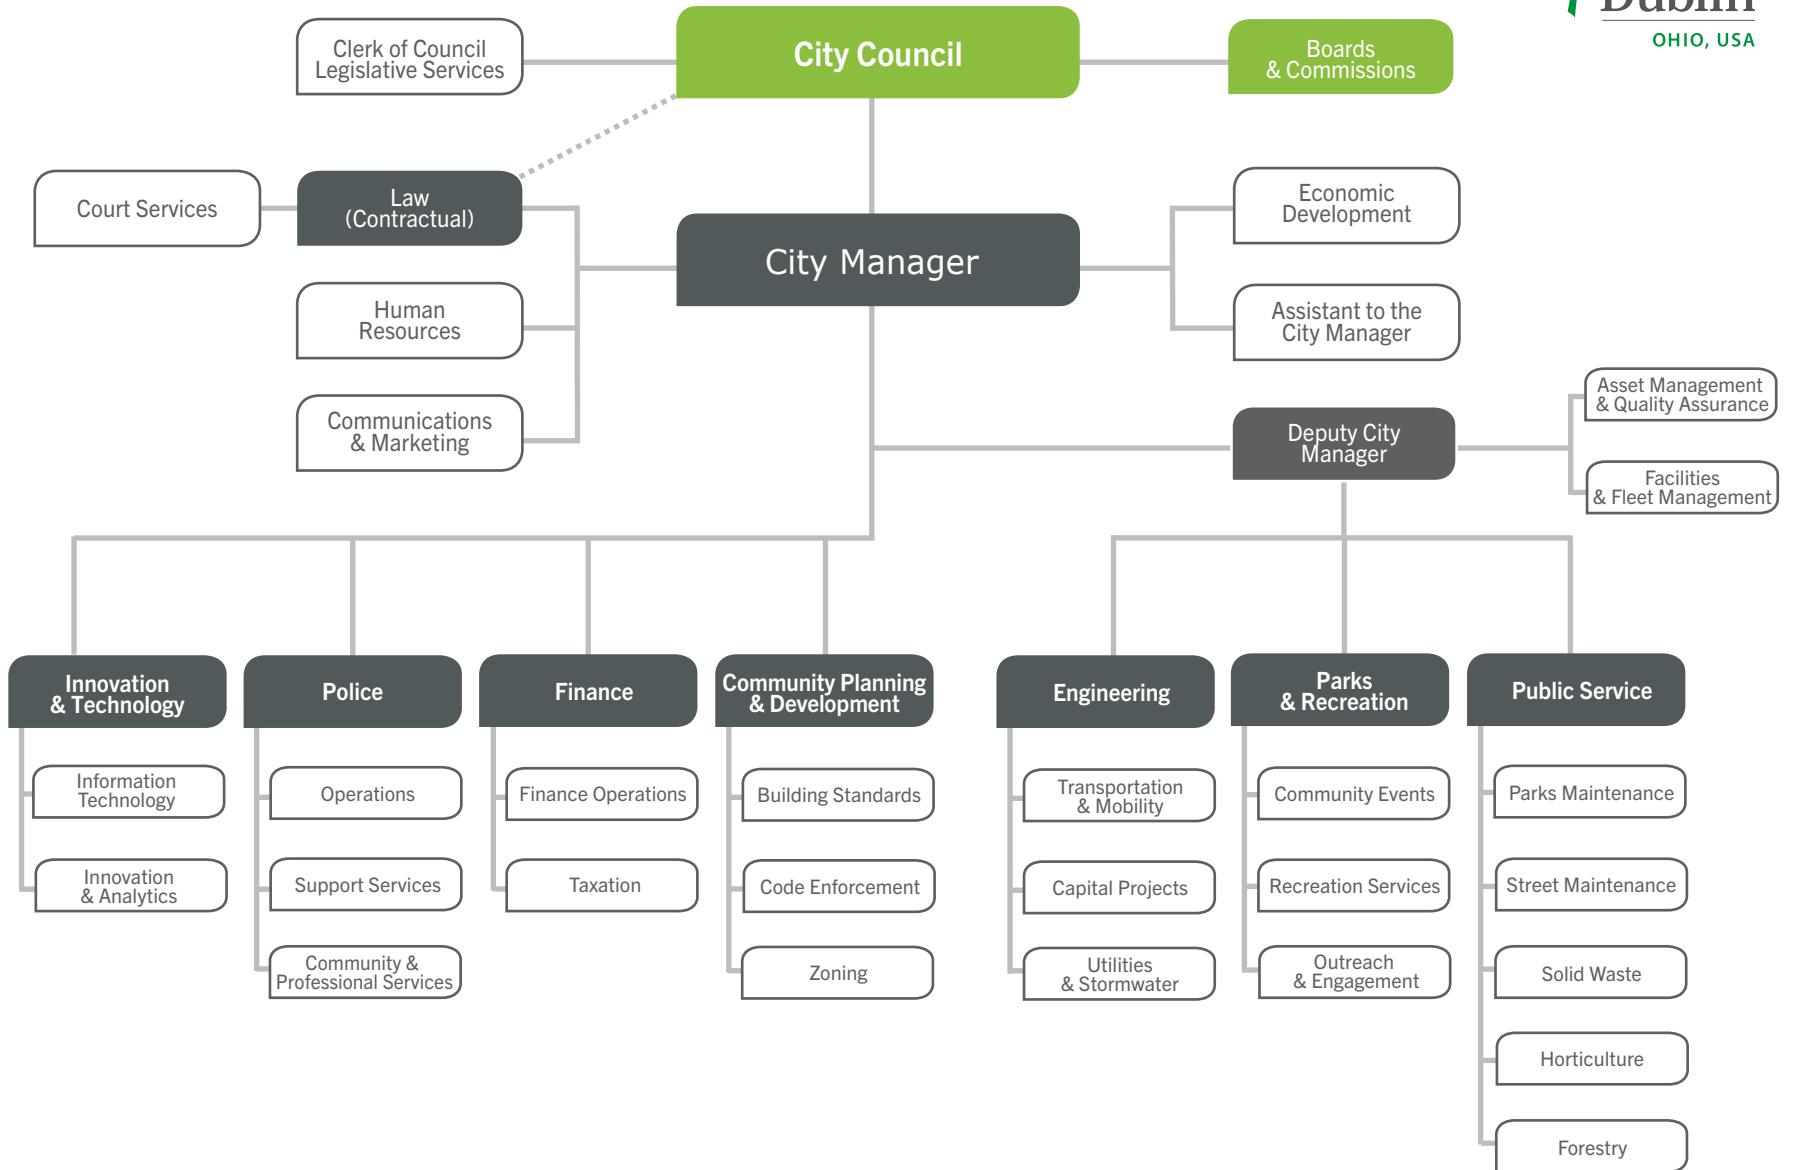 Dublin
OHIO, USA
Clerk of Council
Legislative Services
City Council
Boards
& Commissions
Court Services
Law
(Contractual)
City Manager
Economic
Development
Human
Resources
Assistant to the
City Manager
Communications
& Marketing
Deputy City
Manager
Asset Management
& Quality Assurance
Facilities
& Fleet Management
Innovation
& Technology
Information
Technology
Innovation
& Analytics
Police
Operations
Support Services
Community &
Professional Services
Finance
Finance Operations
Taxation
Community Planning
& Development
Building Standards
Code Enforcement
Zoning
Engineering
Transportation
& Mobility
Capital Projects
Utilities
& Stormwater
Parks
& Recreation
Community Events
Recreation Services
Outreach
& Engagement
Public Service
Parks Maintenance
Street Maintenance
Solid Waste
Horticulture
Forestry